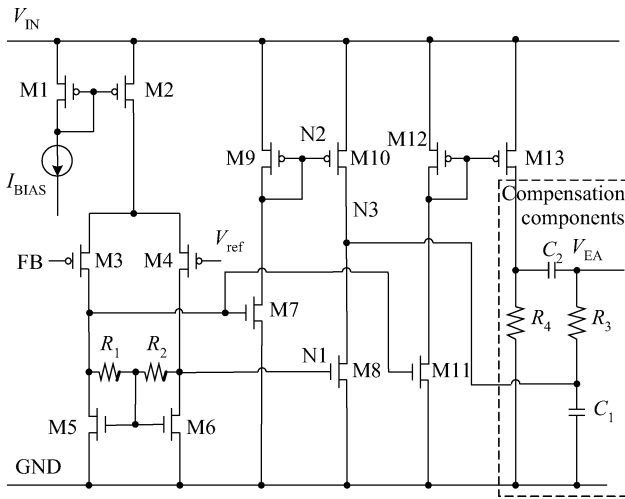 V_IN
M1
M2
M12
N2
M9
M10
M13
I_BIAS
Compensation
components
N3
FB
M3
M4
V_ref
C_2
V_EA
M7
R_4
R_3
R_1
R_2
N1
M8
M11
M5
M6
C_1
GND